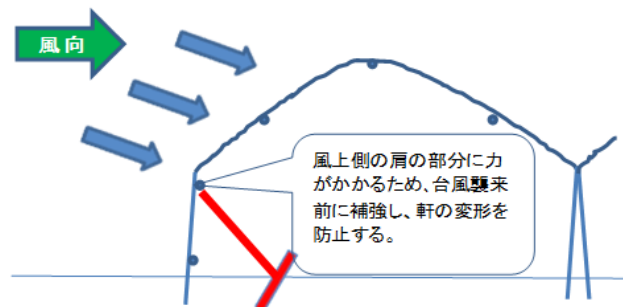 風向
風上側の肩の部分に力
がかかるため、台風襲来
前に補強し、軒の変形を
防止する。